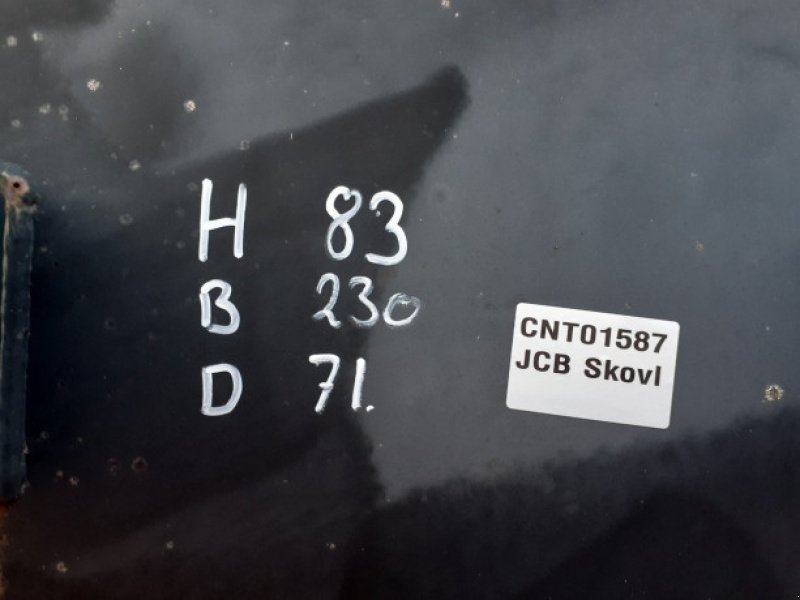 H 83
B 230
D 71.
CNT01587
JCB Skovl